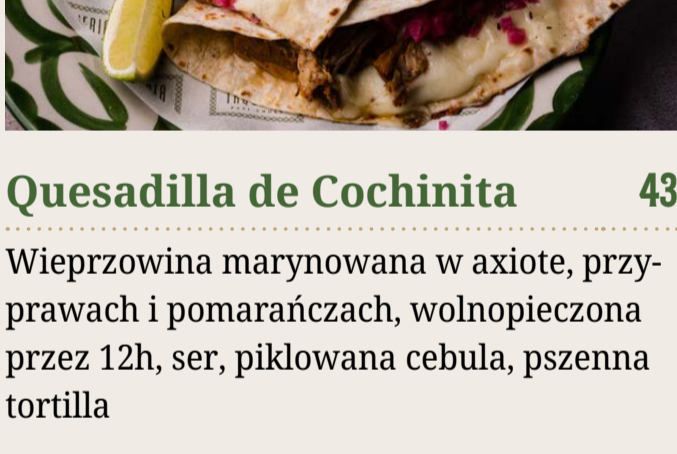 Quesadilla de Cochinita 43
Wieprzowina marynowana w axiote, przy-
prawach i pomarańczach, wolnopieczona
przez 12h, ser, piklowana cebula, pszenna
tortilla